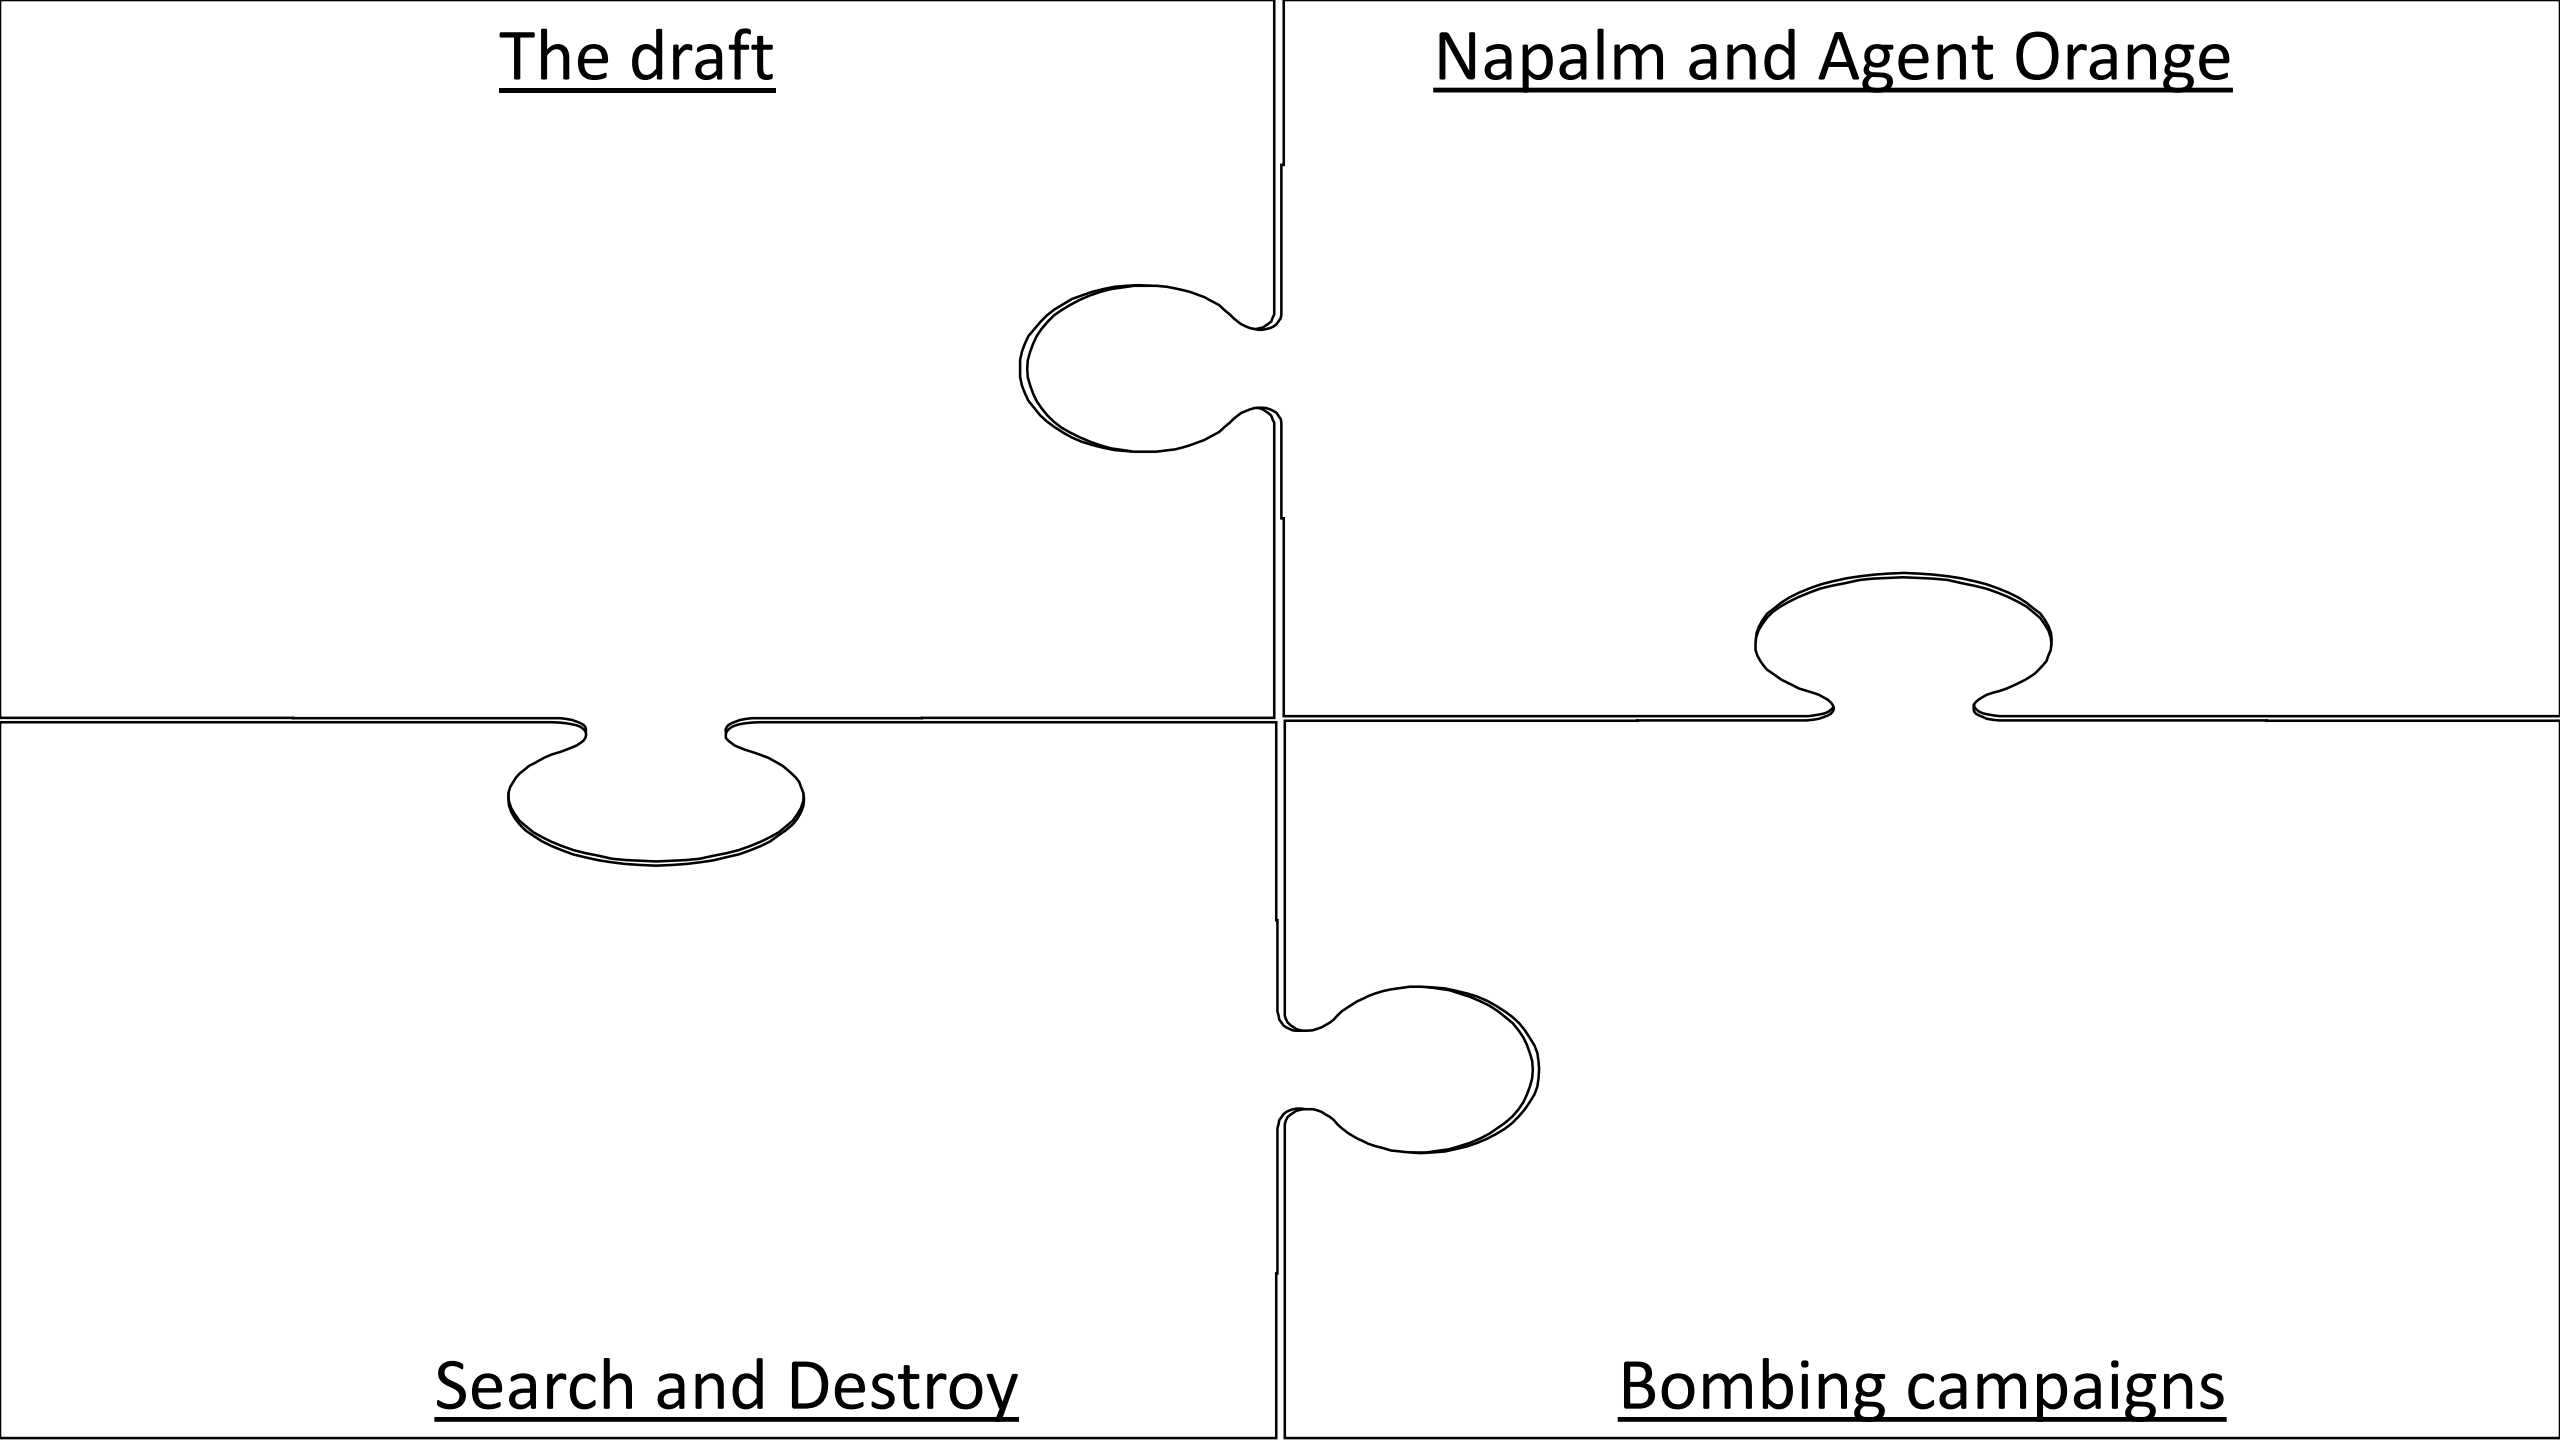 The draft
Napalm and Agent Orange
Search and Destroy
Bombing campaigns